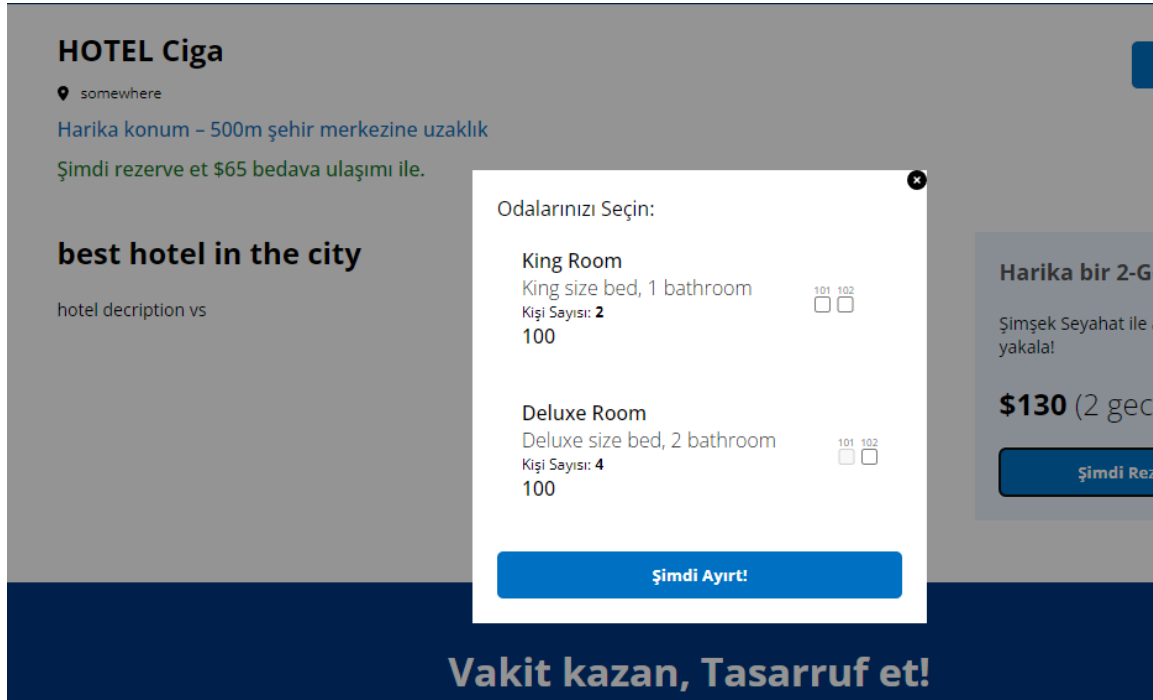 HOTEL Ciga
somewhere
Harika konum – 500m şehir merkezine uzaklık
Şimdi rezerve et $65 bedava ulaşımı ile.
best hotel in the city
hotel decription vs
Odalarınızı Seçin:
King Room
King size bed, 1 bathroom
Kişi Sayısı: 2
100
101 102
Deluxe Room
Deluxe size bed, 2 bathroom
Kişi Sayısı: 4
100
101 102
Şimdi Ayırt!
Harika bir 2-G
Şimşek Seyahat ile
yakala!
$130 (2 gec
Şimdi Rez
Vakit kazan, Tasarruf et!